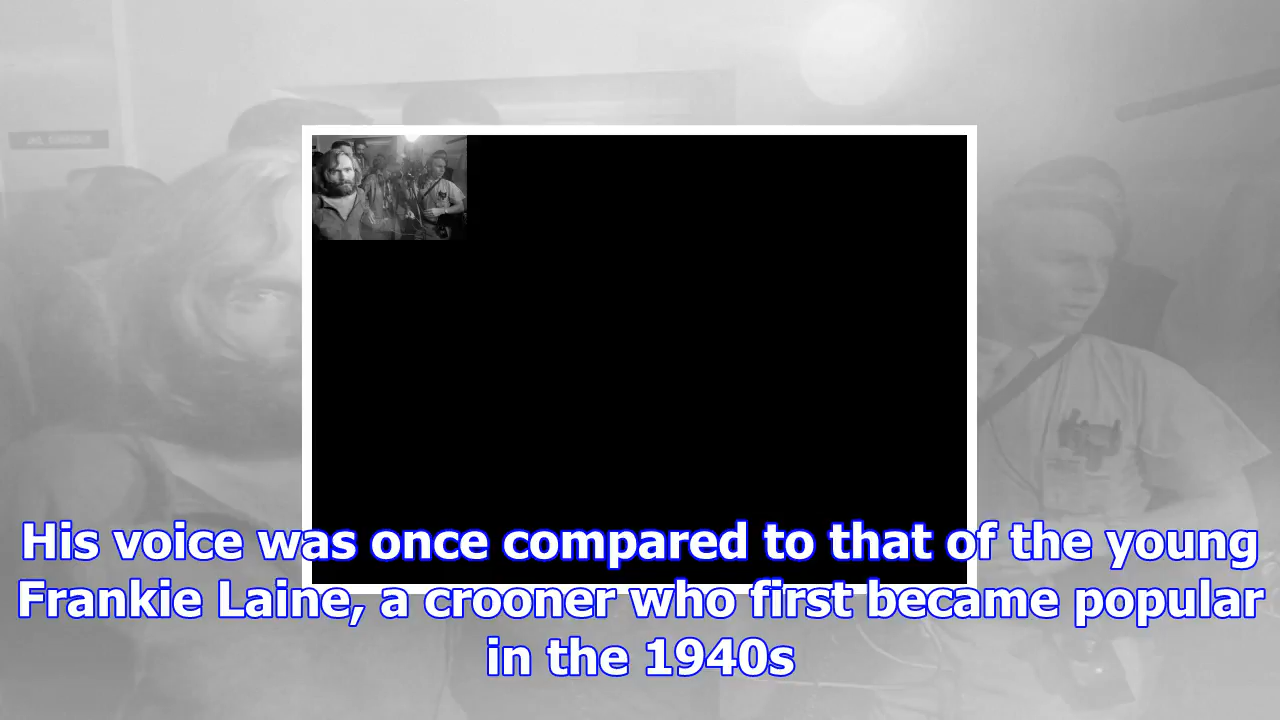 His voice was once compared to that of the young
Frankie Laine, a crooner who first became popular
in the 1940s